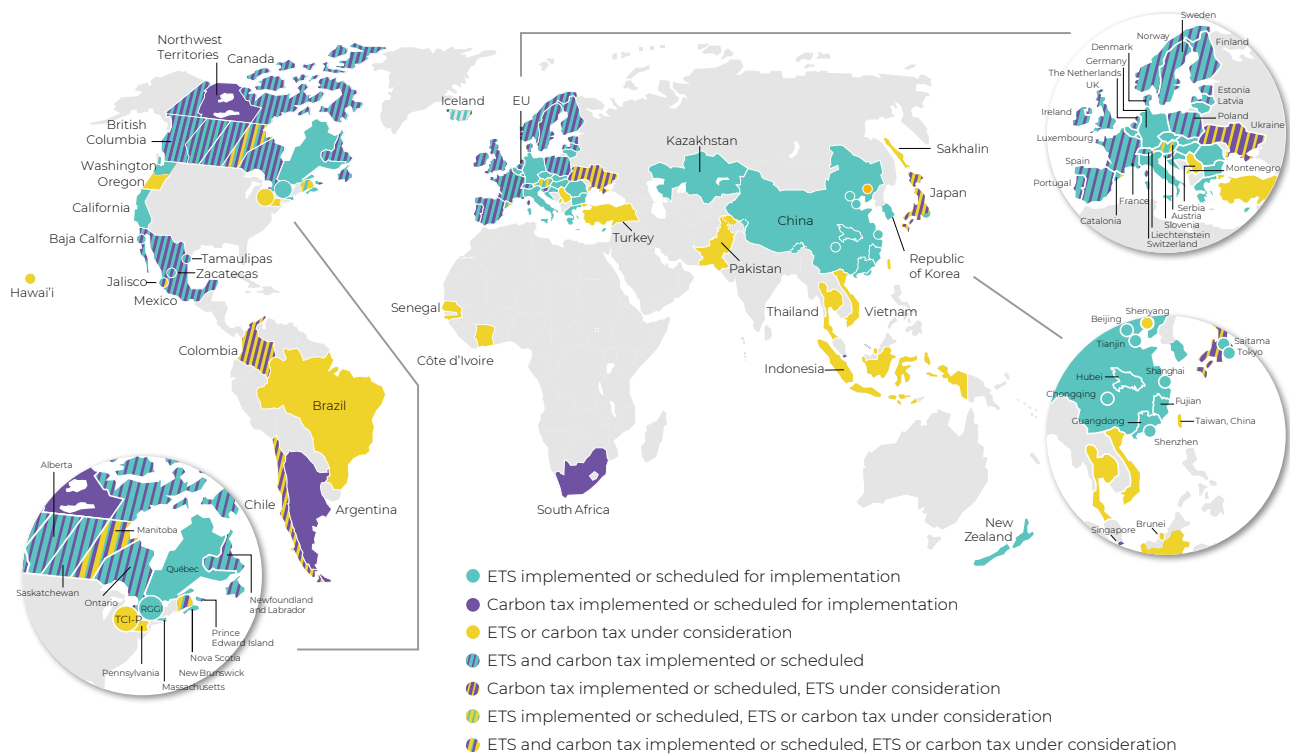 Northwest
Territories
Canada
British
Columbia
Washington
Oregon
California
Baja Calfornia
Tamaulipas
Zacatecas
Jalisco
Mexico
Hawai'i
Iceland
EU
Kazakhstan
Sakhalin
Japan
China
Turkey
Pakistan
Republic
of Korea
Senegal
Côte d'Ivoire
Thailand
Vietnam
Indonesia
Colombia
Brazil
Chile
Argentina
South Africa
New
Zealand
Sweden
Norway
Finland
Denmark
Germany
The Netherlands
UK
Estonia
Latvia
Ireland
Poland
Ukraine
Luxembourg
Spain
Montenegro
Portugal
France
Catalonia
Serbia
Austria
Slovenia
Liechtenstein
Switzerland
Shenyang
Beijing
Tianjin
Saitama
Tokyo
Hubei
Shanghai
Chongqing
Fujian
Guangdong
Taiwan, China
Shenzhen
Singapore
Brunei
Alberta
Manitoba
Québec
Saskatchewan
Ontario
RGGI
TCI-P
Newfoundland
and Labrador
Prince
Edward Island
Nova Scotia
Pennsylvania
New Brunswick
Massachusetts
ETS implemented or scheduled for implementation
Carbon tax implemented or scheduled for implementation
ETS or carbon tax under consideration
ETS and carbon tax implemented or scheduled
Carbon tax implemented or scheduled, ETS under consideration
ETS implemented or scheduled, ETS or carbon tax under consideration
ETS and carbon tax implemented or scheduled, ETS or carbon tax under consideration